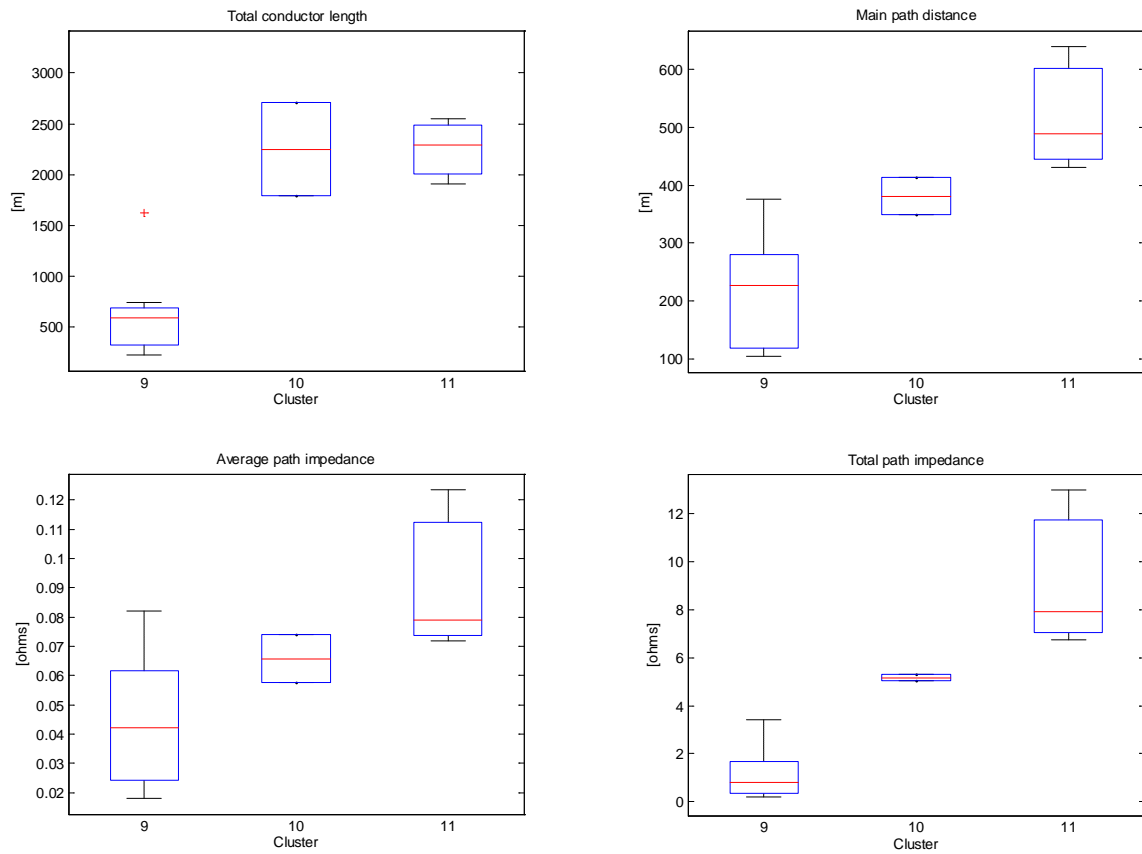 Total conductor length
3000
2500
2000
1500
1000
500
[m]
9 10 11
Cluster
Main path distance
600
500
400
300
200
100
[m]
9 10 11
Cluster
Average path impedance
0.12
0.11
0.1
0.09
0.08
0.07
0.06
0.05
0.04
0.03
0.02
[ohms]
9 10 11
Cluster
Total path impedance
12
10
8
6
4
2
0
[ohms]
9 10 11
Cluster